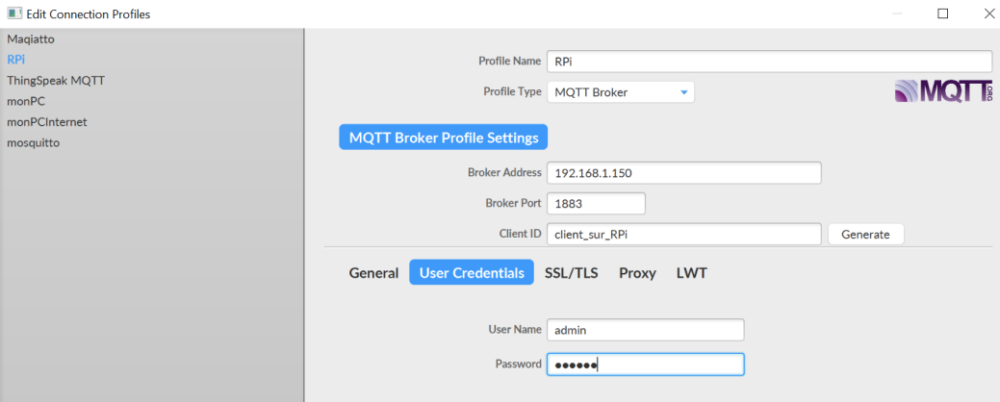 Edit Connection Profiles
Maqiatto
RPi
ThingSpeak MQTT
monPC
monPCInternet
mosquitto
Profile Name RPi
Profile Type MQTT Broker
MQTT.ORG
MQTT Broker Profile Settings
Broker Address 192.168.1.150
Broker Port 1883
Client ID client_sur_RPi Generate
General User Credentials SSL/TLS Proxy LWT
User Name admin
Password ●●●●●●